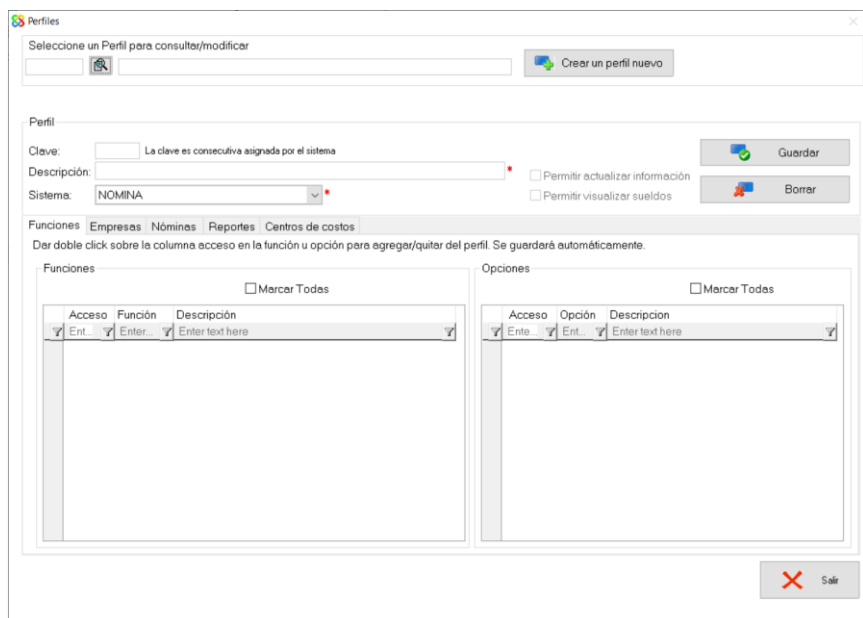 Perfiles
Seleccione un Perfil para consultar/modificar
Crear un perfil nuevo
Perfil
Clave: La clave es consecutiva asignada por el sistema
Guardar
Descripción: *
Permitir actualizar información
Sistema: NOMINA *
Permitir visualizar sueldos
Borrar
Funciones Empresas Nóminas Reportes Centros de costos
Dar doble click sobre la columna acceso en la función u opción para agregar/quitar del perfil. Se guardará automáticamente.
Funciones
Marcar Todas
Acceso Función Descripción
Ent... Enter... Enter text here
Opciones
Marcar Todas
Acceso Opción Descripcion
Ente... Ent... Enter text here
Salir